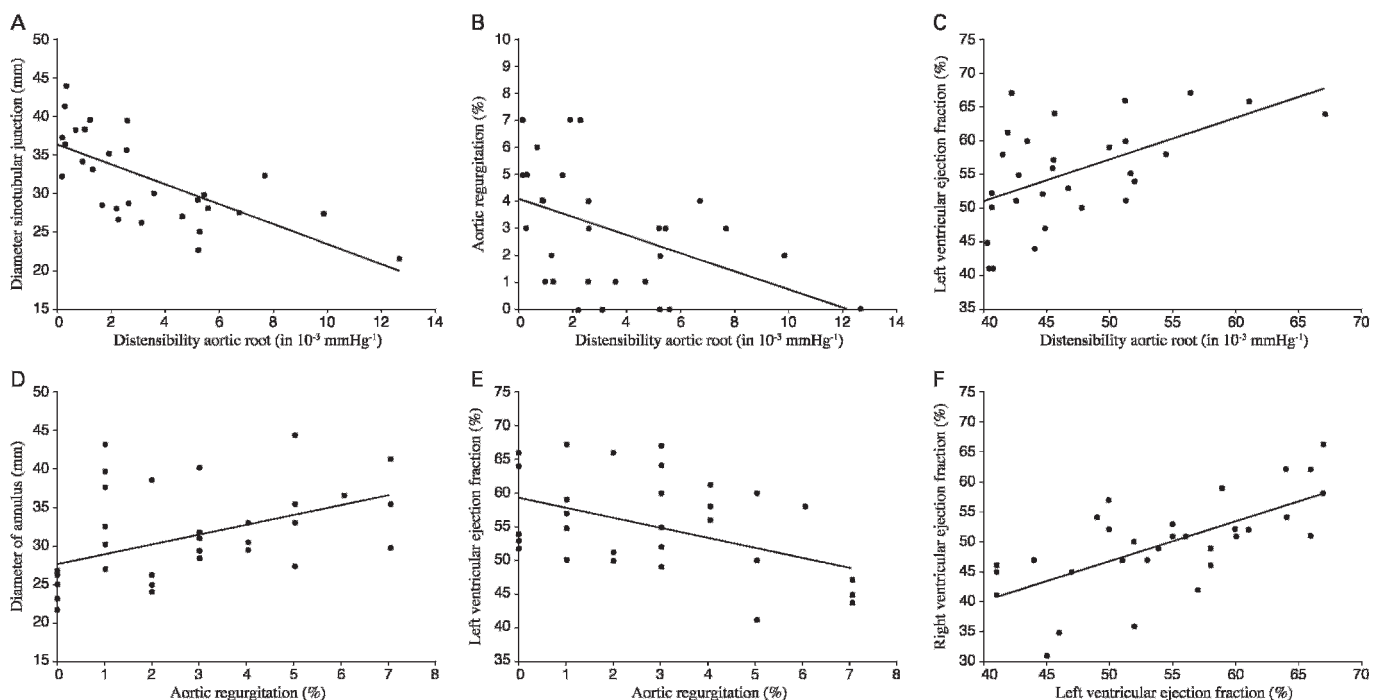 A
50
45
40
35
30
25
20
15
Diameter sinotubular junction (mm)
0 2 4 6 8 10 12 14
Distensibility aortic root (in 10⁻³ mmHg⁻¹)
B
10
9
8
7
6
5
4
3
2
1
0
Aortic regurgitation (%)
0 2 4 6 8 10 12 14
Distensibility aortic root (in 10⁻³ mmHg⁻¹)
C
75
70
65
60
55
50
45
40
35
Left ventricular ejection fraction (%)
40 45 50 55 60 65 70
Distensibility aortic root (in 10⁻³ mmHg⁻¹)
D
50
45
40
35
30
25
20
15
Diameter of annulus (mm)
0 1 2 3 4 5 6 7 8
Aortic regurgitation (%)
E
75
70
65
60
55
50
45
40
35
Left ventricular ejection fraction (%)
0 1 2 3 4 5 6 7 8
Aortic regurgitation (%)
F
75
70
65
60
55
50
45
40
35
30
Right ventricular ejection fraction (%)
40 45 50 55 60 65 70
Left ventricular ejection fraction (%)